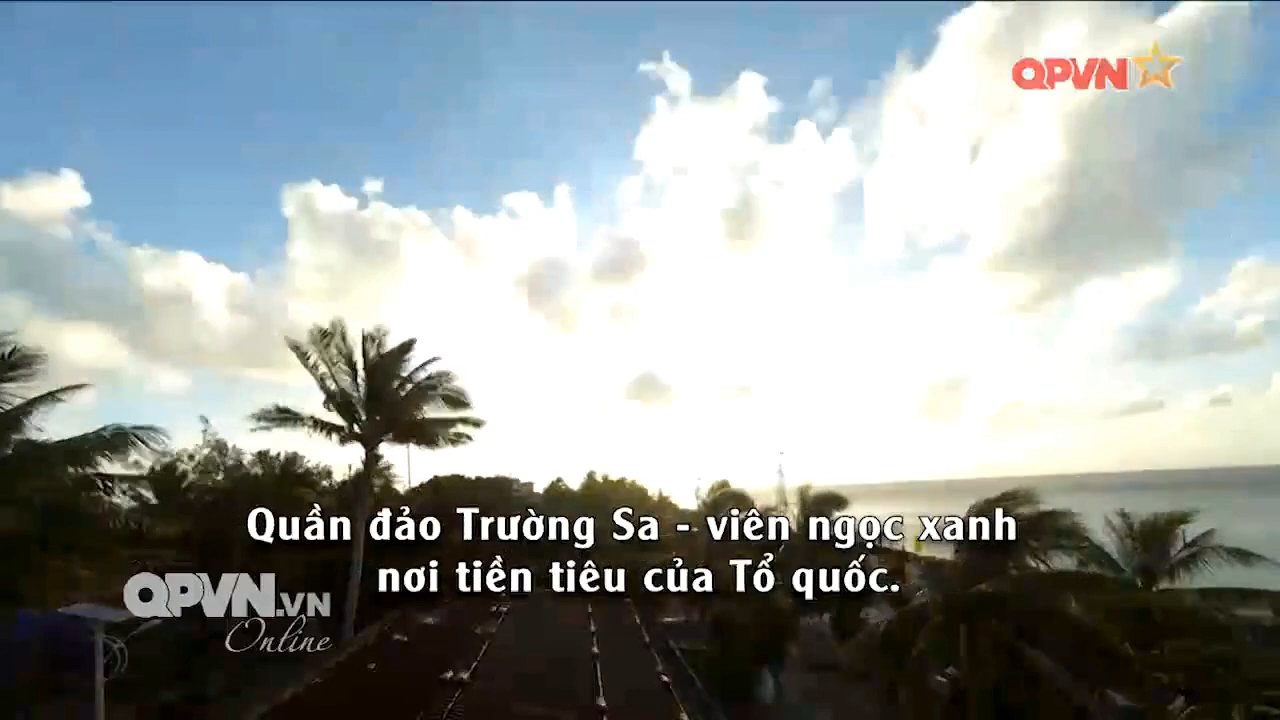 QPVN
Quần đảo Trường Sa - viên ngọc xanh
nơi tiền tiêu của Tổ quốc.
QPVN.VN
Online